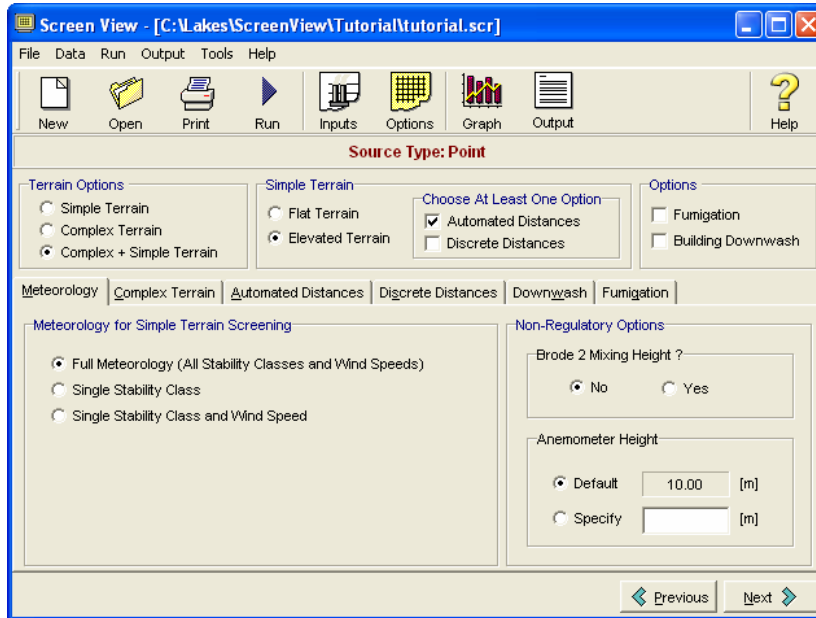 Screen View - [C:\Lakes\ScreenView\Tutorial\tutorial.scr]
File Data Run Output Tools Help
New Open Print Run Inputs Options Graph Output Help
Source Type: Point
Terrain Options
Simple Terrain
Complex Terrain
Complex + Simple Terrain
Simple Terrain
Flat Terrain
Elevated Terrain
Choose At Least One Option
Automated Distances
Discrete Distances
Options
Fumigation
Building Downwash
Meteorology Complex Terrain Automated Distances Discrete Distances Downwash Fumigation
Meteorology for Simple Terrain Screening
Full Meteorology (All Stability Classes and Wind Speeds)
Single Stability Class
Single Stability Class and Wind Speed
Non-Regulatory Options
Brode 2 Mixing Height ?
No Yes
Anemometer Height
Default 10.00 [m]
Specify [m]
Previous Next